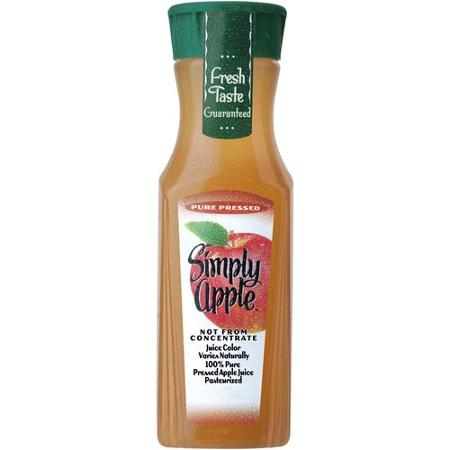 Fresh
Taste
Guaranteed
PURE PRESSED
Simply
apple
NOT FROM
CONCENTRATE
Juice Color
Varies Naturally
100% Pure
Pressed Apple Juice
Pasteurized